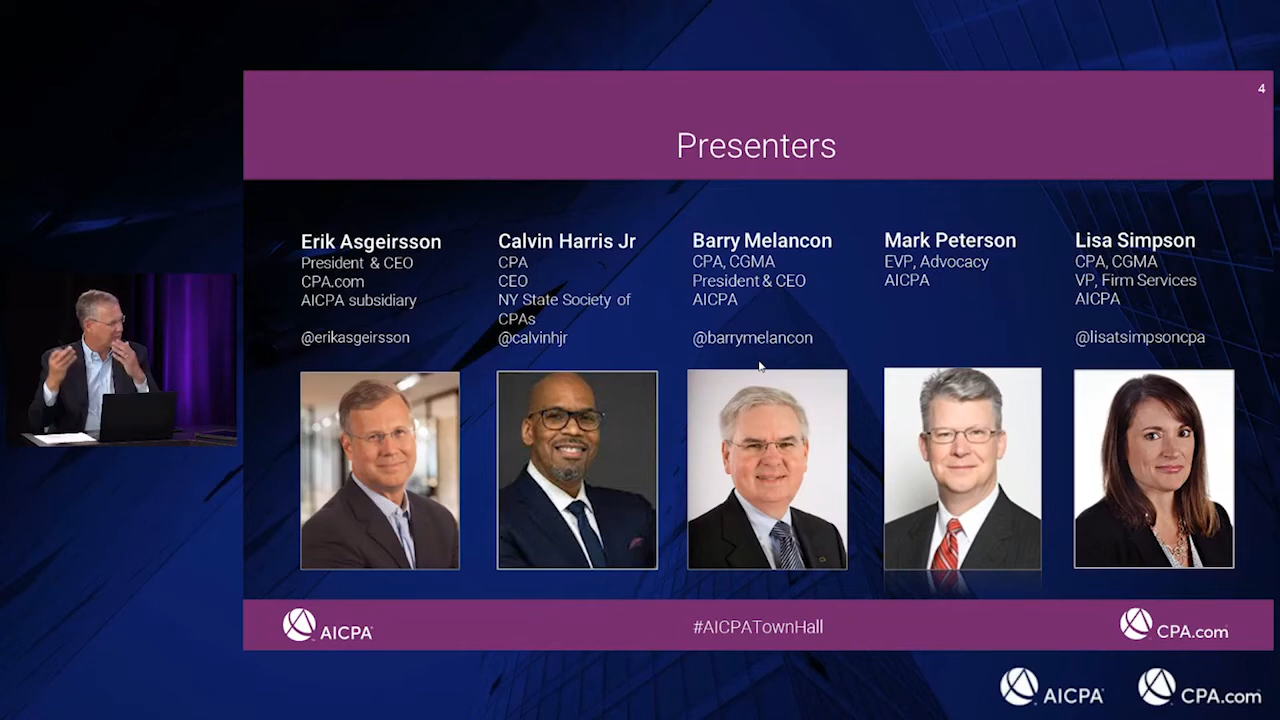 4
Presenters
Erik Asgeirsson
President & CEO
CPA.com
AICPA subsidiary
@erikasgeirsson
Calvin Harris Jr
CPA
CEO
NY State Society of
CPAs
@calvinhjr
Barry Melancon
CPA, CGMA
President & CEO
AICPA
@barrymelancon
Mark Peterson
EVP, Advocacy
AICPA
Lisa Simpson
CPA, CGMA
VP, Firm Services
AICPA
@lisatsimpsoncpa
AICPA
#AICPATownHall
CPA.com
AICPA
CPA.com